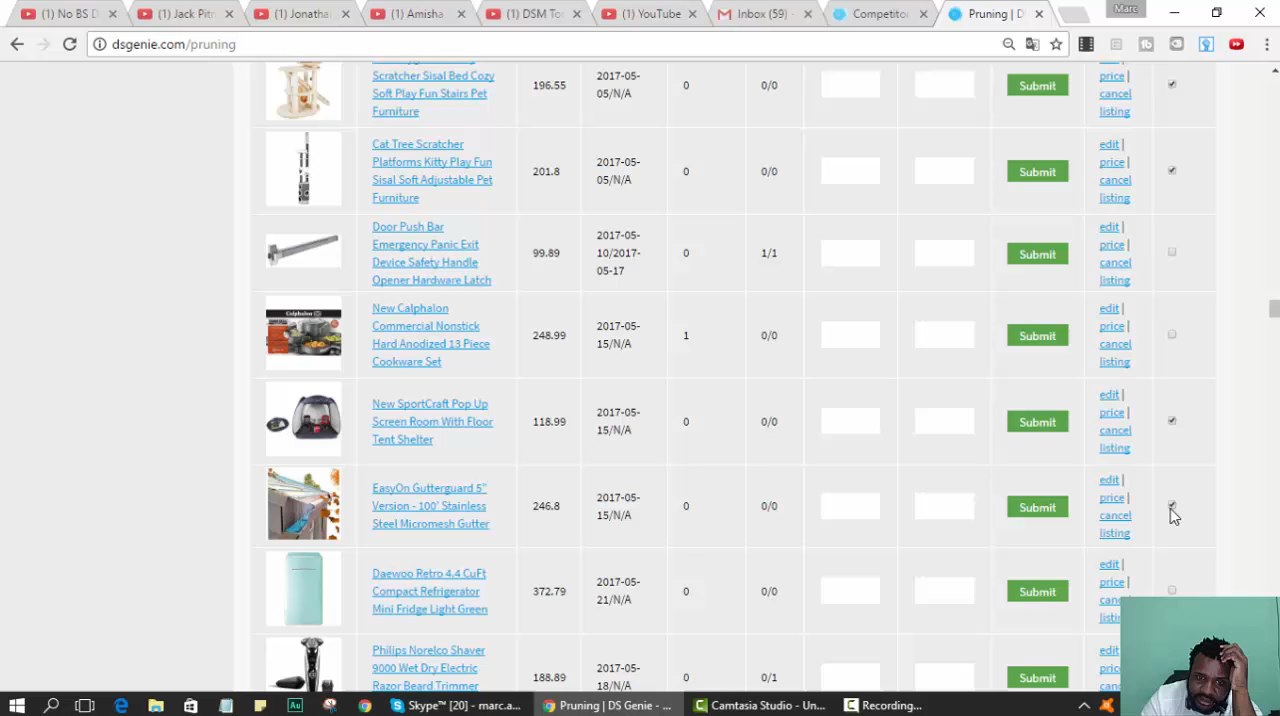 (1) No BS
(1) Jack Pit
(1) Jonatha
(1) Amisha
(1) DSM To
(1) YouTube
Inbox (59)
Competito
Pruning | D
Marc
dsgenie.com/pruning
Scratcher Sisal Bed Cozy
Soft Play Fun Stairs Pet
Furniture
196.55
2017-05-
05/N/A
0
0/0
Submit
price |
cancel
listing
Cat Tree Scratcher
Platforms Kitty Play Fun
Sisal Soft Adjustable Pet
Furniture
201.8
2017-05-
05/N/A
0
0/0
Submit
edit |
price |
cancel
listing
Door Push Bar
Emergency Panic Exit
Device Safety Handle
Opener Hardware Latch
99.89
2017-05-
10/2017-
05-17
0
1/1
Submit
edit |
price |
cancel
listing
New Calphalon
Commercial Nonstick
Hard Anodized 13 Piece
Cookware Set
248.99
2017-05-
15/N/A
0
0/0
Submit
edit |
price |
cancel
listing
New SportCraft Pop Up
Screen Room With Floor
Tent Shelter
118.99
2017-05-
15/N/A
0
0/0
Submit
edit |
price |
cancel
listing
EasyOn Gutterguard 5"
Version - 100' Stainless
Steel Micromesh Gutter
246.8
2017-05-
15/N/A
0
0/0
Submit
edit |
price |
cancel
listing
Daewoo Retro 4.4 CuFt
Compact Refrigerator
Mini Fridge Light Green
372.79
2017-05-
21/N/A
0
0/0
Submit
edit |
price |
Philips Norelco Shaver
9000 Wet Dry Electric
Razor Beard Trimmer
188.89
2017-05-
18/N/A
0
0/1
Submit
edit
Skype™ [20] - marc.a...
Pruning | DS Genie - ...
Camtasia Studio - Un...
Recording...